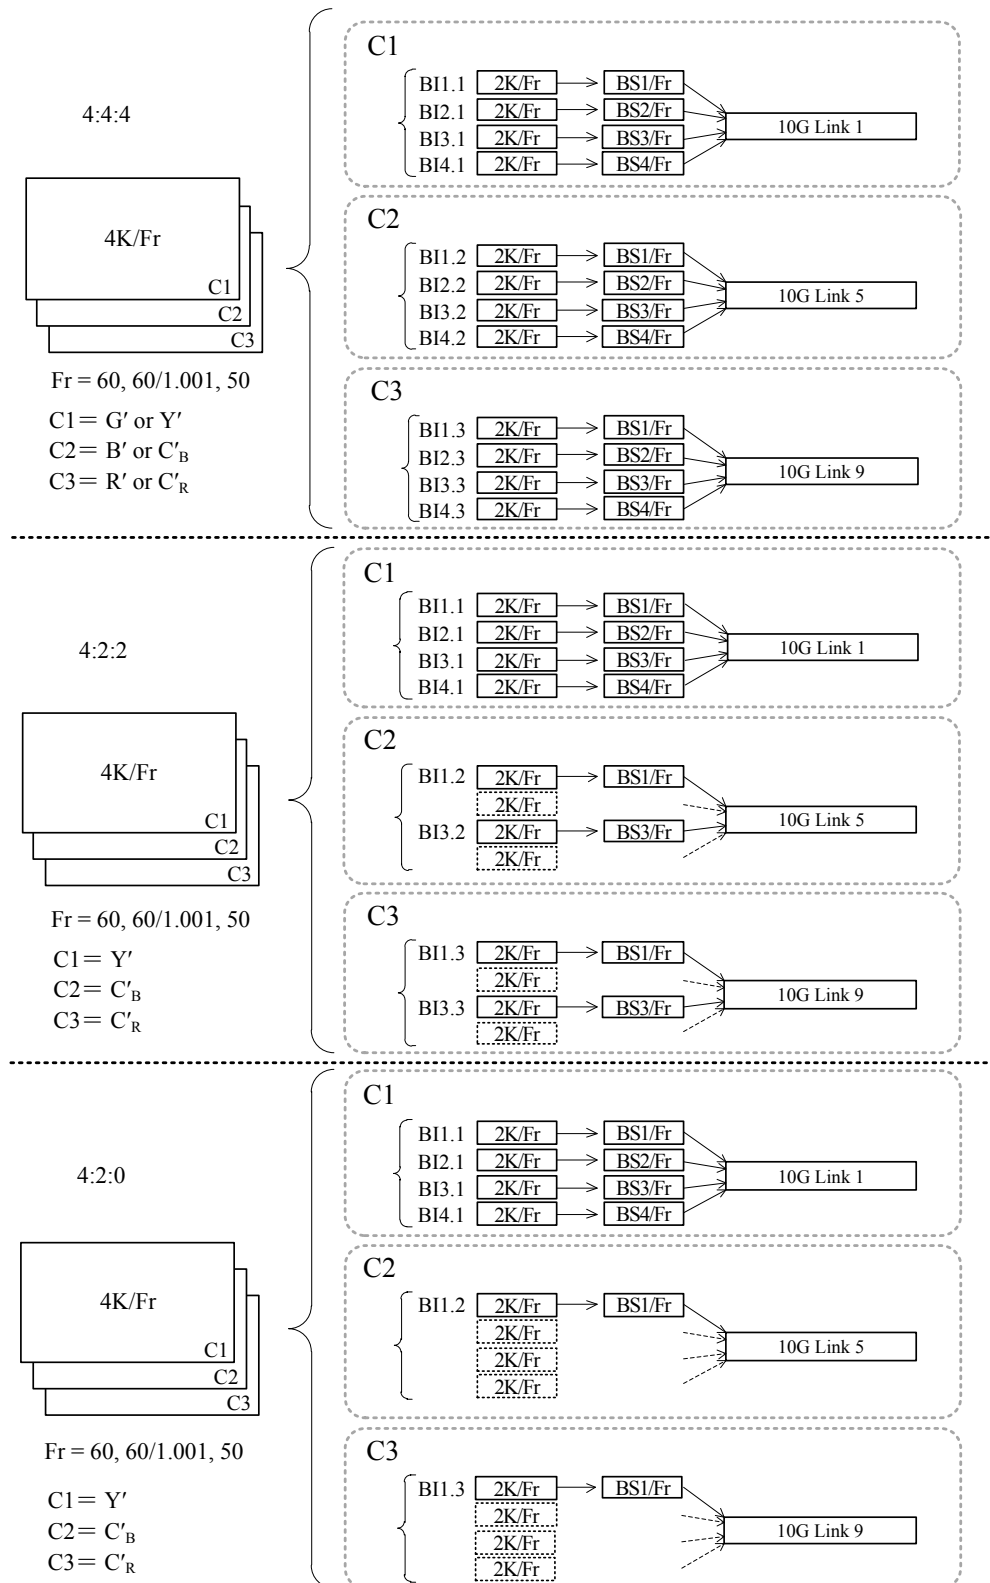 4:4:4
4K/Fr
C1
C2
C3
Fr = 60, 60/1.001, 50
C1= G′ or Y′
C2= B′ or C′B
C3= R′ or C′R
C1
BI1.1 2K/Fr BS1/Fr
BI2.1 2K/Fr BS2/Fr
BI3.1 2K/Fr BS3/Fr
BI4.1 2K/Fr BS4/Fr
10G Link 1
C2
BI1.2 2K/Fr BS1/Fr
BI2.2 2K/Fr BS2/Fr
BI3.2 2K/Fr BS3/Fr
BI4.2 2K/Fr BS4/Fr
10G Link 5
C3
BI1.3 2K/Fr BS1/Fr
BI2.3 2K/Fr BS2/Fr
BI3.3 2K/Fr BS3/Fr
BI4.3 2K/Fr BS4/Fr
10G Link 9
4:2:2
4K/Fr
C1
C2
C3
Fr = 60, 60/1.001, 50
C1= Y′
C2= C′B
C3= C′R
C1
BI1.1 2K/Fr BS1/Fr
BI2.1 2K/Fr BS2/Fr
BI3.1 2K/Fr BS3/Fr
BI4.1 2K/Fr BS4/Fr
10G Link 1
C2
BI1.2 2K/Fr BS1/Fr
2K/Fr
BI3.2 2K/Fr BS3/Fr
2K/Fr
10G Link 5
C3
BI1.3 2K/Fr BS1/Fr
2K/Fr
BI3.3 2K/Fr BS3/Fr
2K/Fr
10G Link 9
4:2:0
4K/Fr
C1
C2
C3
Fr = 60, 60/1.001, 50
C1= Y′
C2= C′B
C3= C′R
C1
BI1.1 2K/Fr BS1/Fr
BI2.1 2K/Fr BS2/Fr
BI3.1 2K/Fr BS3/Fr
BI4.1 2K/Fr BS4/Fr
10G Link 1
C2
BI1.2 2K/Fr BS1/Fr
2K/Fr
2K/Fr
2K/Fr
10G Link 5
C3
BI1.3 2K/Fr BS1/Fr
2K/Fr
2K/Fr
2K/Fr
10G Link 9